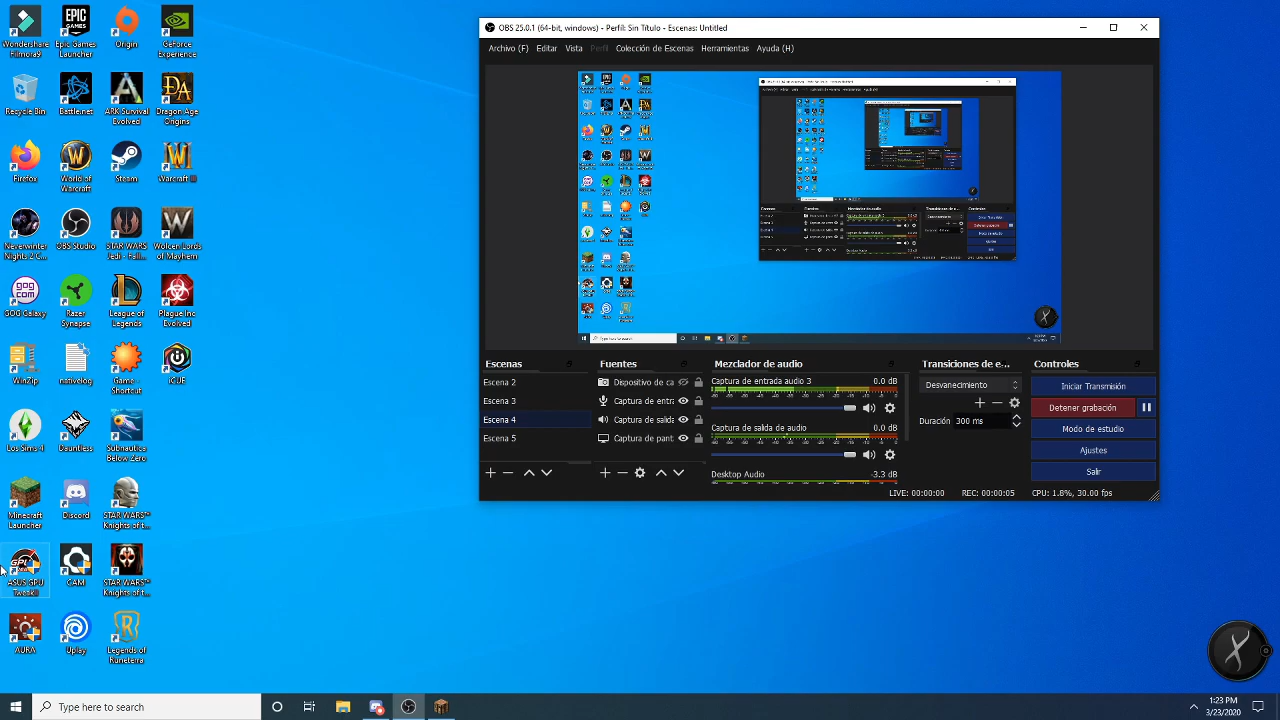 Wondershare
Filmora9
Epic Games
Launcher
Origin
GeForce
Experience
Recycle Bin
Battle.net
ARK Survival
Evolved
Dragon Age
Origins
Firefox
World of
Warcraft
Steam
Warcraft III
Neverwinter
Nights 2 C...
OBS Studio
STAR WARS
Jedi - Falle...
Wolcen Lords
of Mayhem
GOG Galaxy
Razer
Synapse
League of
Legends
Plague Inc
Evolved
WinZip
nativelog
Game
Shortcut
iCUE
Los Sims 4
Dauntless
Subnautica
Below Zero
Minecraft
Launcher
Discord
STAR WARS™
Knights of t...
ASUS GPU
TweakII
CAM
STAR WARS™
Knights of t...
AURA
Uplay
Legends of
Runeterra
OBS 25.0.1 (64-bit, windows) - Perfil: Sin Título - Escenas: Untitled
Archivo (F) Editar Vista Perfil Colección de Escenas Herramientas Ayuda (H)
Escenas
Escena 2
Escena 3
Escena 4
Escena 5
Fuentes
Dispositivo de ca
Captura de entra
Captura de salida
Captura de pant
Mezclador de audio
Captura de entrada audio 3 0.0 dB
Captura de salida de audio 0.0 dB
Desktop Audio -3.3 dB
Transiciones de e...
Desvanecimiento
Duración 300 ms
Controles
Iniciar Transmisión
Detener grabación
Modo de estudio
Ajustes
Salir
LIVE: 00:00:00 REC: 00:00:05 CPU: 1.8%, 30.00 fps
Type here to search
1:23 PM
3/23/2020